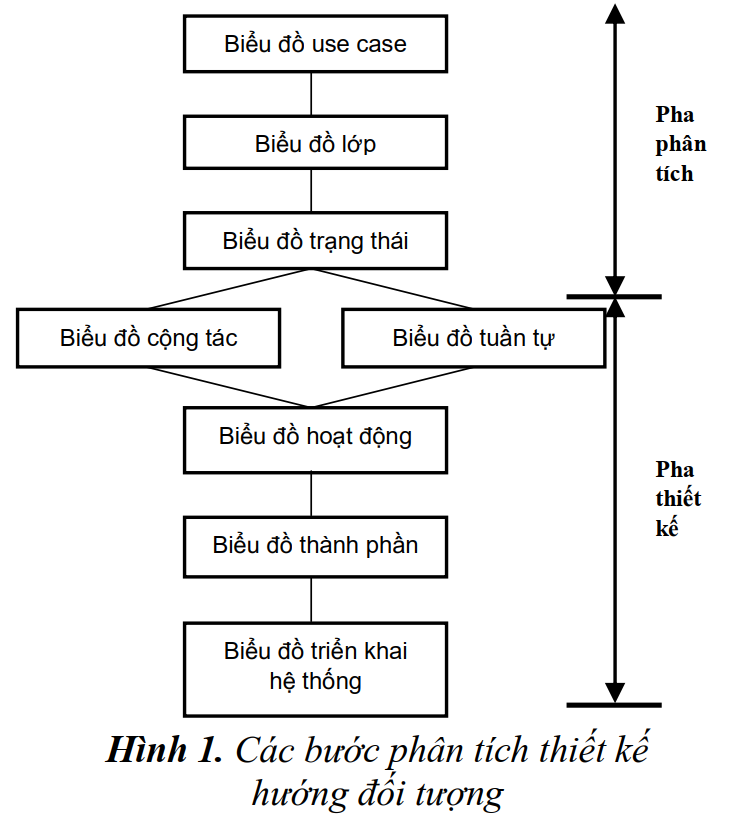 Biểu đồ use case
Biểu đồ lớp
Pha
phân
tích
Biểu đồ trạng thái
Biểu đồ cộng tác
Biểu đồ tuần tự
Biểu đồ hoạt động
Pha
thiết
kế
Biểu đồ thành phần
Biểu đồ triển khai
hệ thống
Hình 1. Các bước phân tích thiết kế
hướng đối tượng